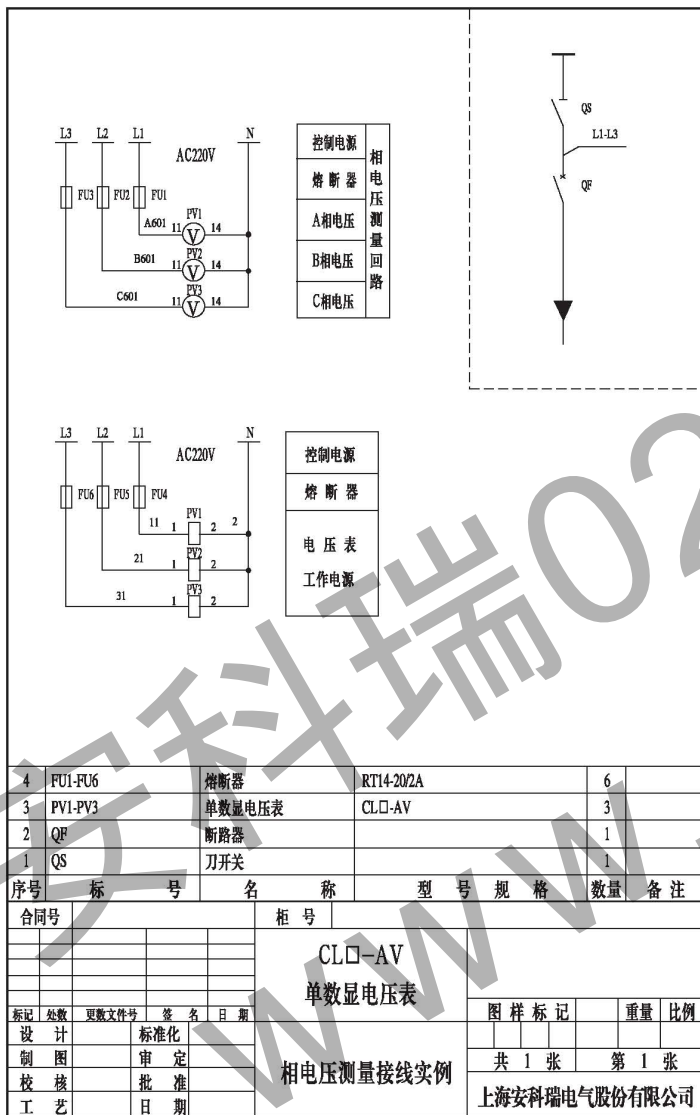 QS
L1-L3
QF
L3 L2 L1 N
AC220V
FU3 FU2 FU1
A601 11 PV1 V 14
B601 11 PV2 V 14
C601 11 PV3 V 14
控制电源
熔断器
A相电压
B相电压
C相电压
相电压测量回路
L3 L2 L1 N
AC220V
FU6 FU5 FU4
11 1 PV1 2 2
21 1 PV2 2
31 1 PV3 2
控制电源
熔断器
电压表
工作电源
4 FU1-FU6 熔断器 RT14-20/2A 6
3 PV1-PV3 单数显电压表 CL□-AV 3
2 QF 断路器 1
1 QS 刀开关 1
序号 标号 名称 型号规格 数量 备注
合同号 柜号
CL□-AV
单数显电压表
标记 处数 更数文件号 签名 日期
图样标记 重量 比例
设计 标准化
制图 审定
校核 批准
工艺 日期
相电压测量接线实例
共 1 张 第 1 张
上海安科瑞电气股份有限公司
安科瑞02
www.